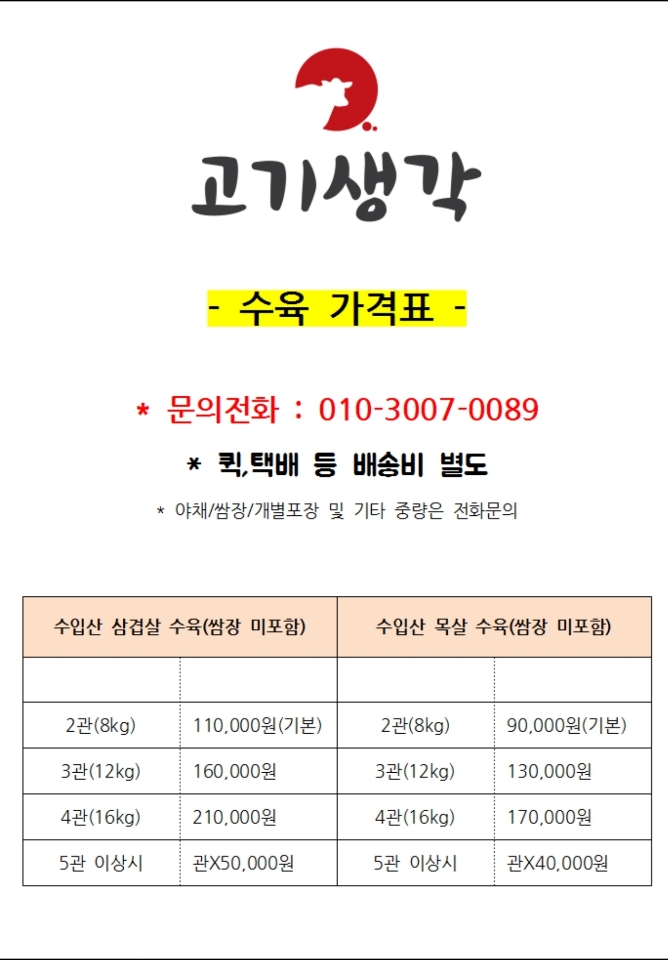 고기생각
- 수육 가격표 -
* 문의전화 : 010-3007-0089
* 퀵,택배 등 배송비 별도
* 야채/쌈장/개별포장 및 기타 중량은 전화문의
수입산 삼겹살 수육(쌈장 미포함) 수입산 목살 수육(쌈장 미포함)
2관(8kg) 110,000원(기본) 2관(8kg) 90,000원(기본)
3관(12kg) 160,000원 3관(12kg) 130,000원
4관(16kg) 210,000원 4관(16kg) 170,000원
5관 이상시 관X50,000원 5관 이상시 관X40,000원